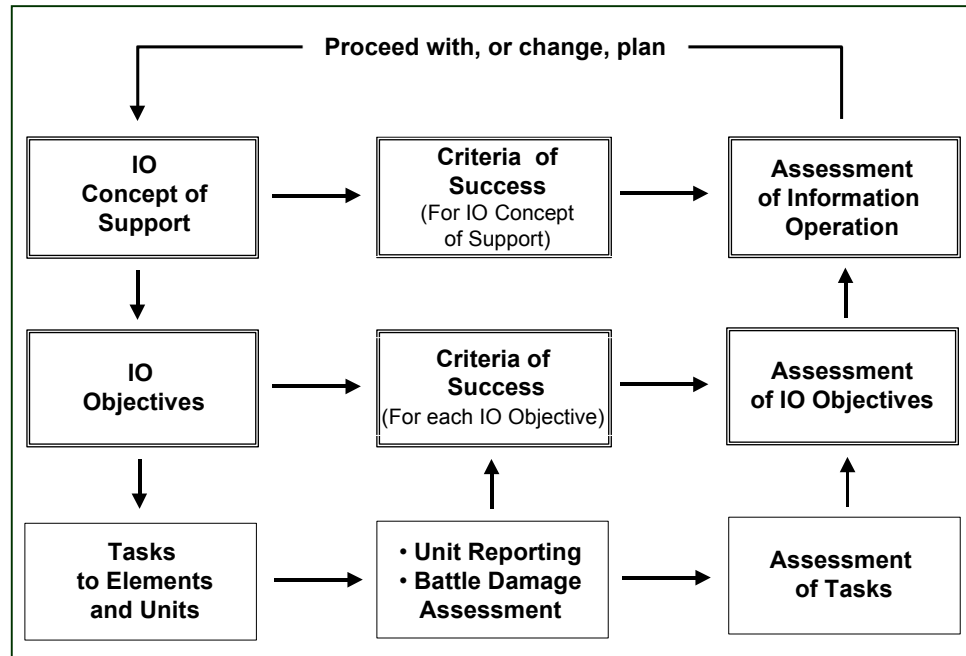 Proceed with, or change, plan
IO
Concept of
Support
Criteria of
Success
(For IO Concept
of Support)
Assessment
of Information
Operation
IO
Objectives
Criteria of
Success
(For each IO Objective)
Assessment
of IO Objectives
Tasks
to Elements
and Units
• Unit Reporting
• Battle Damage
Assessment
Assessment
of Tasks